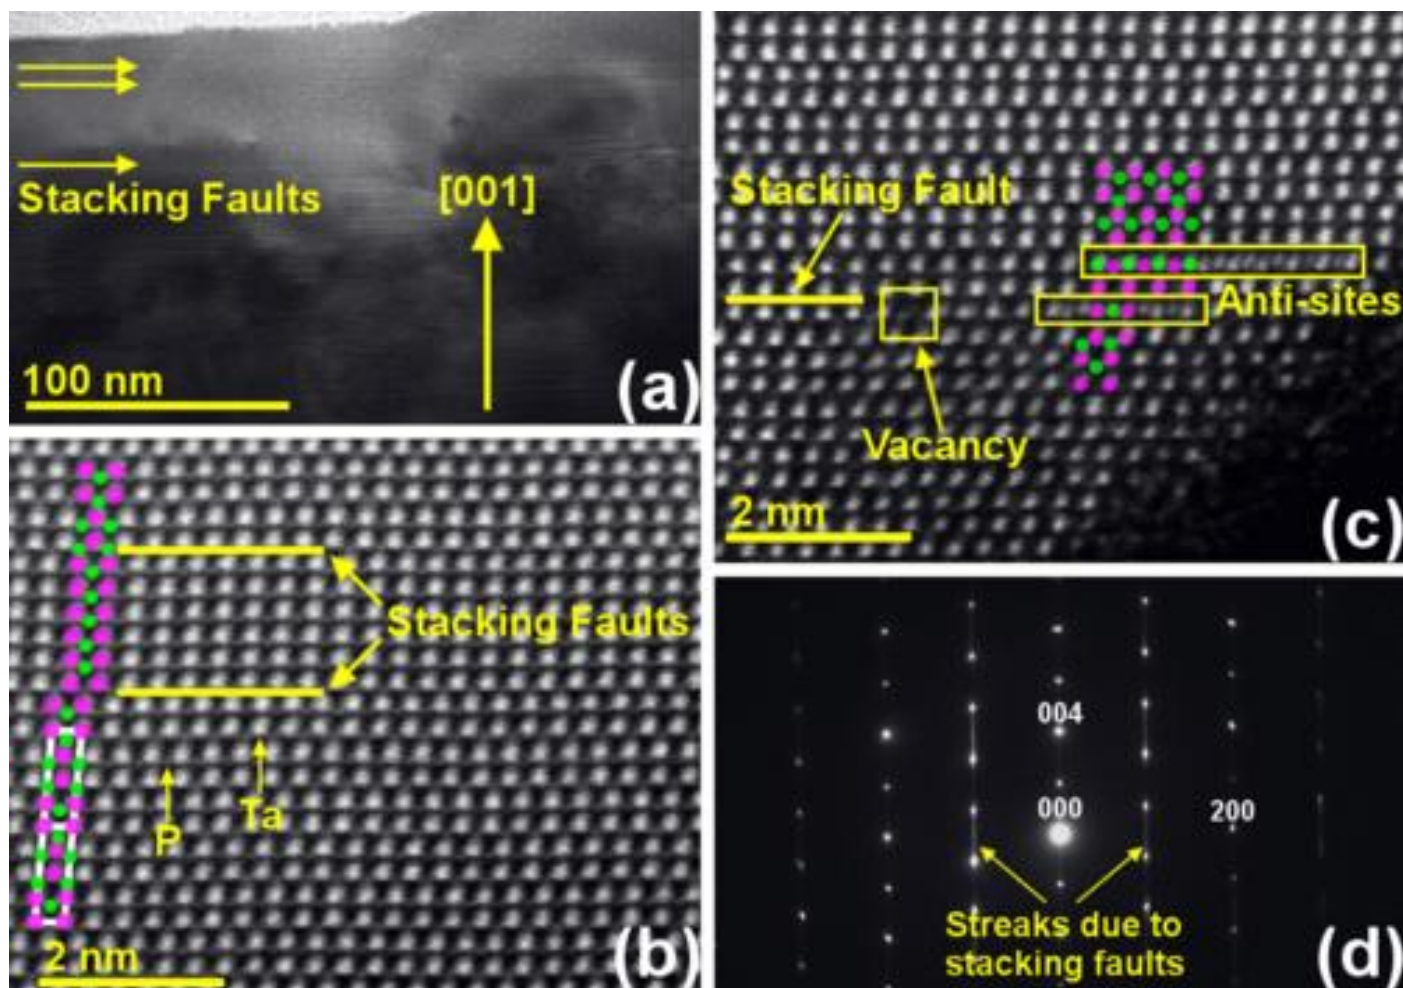 Stacking Faults
[001]
100 nm
(a)
Stacking Fault
Anti-sites
Vacancy
2 nm
(c)
Stacking Faults
P
Ta
2 nm
(b)
004
000
200
Streaks due to
stacking faults
(d)